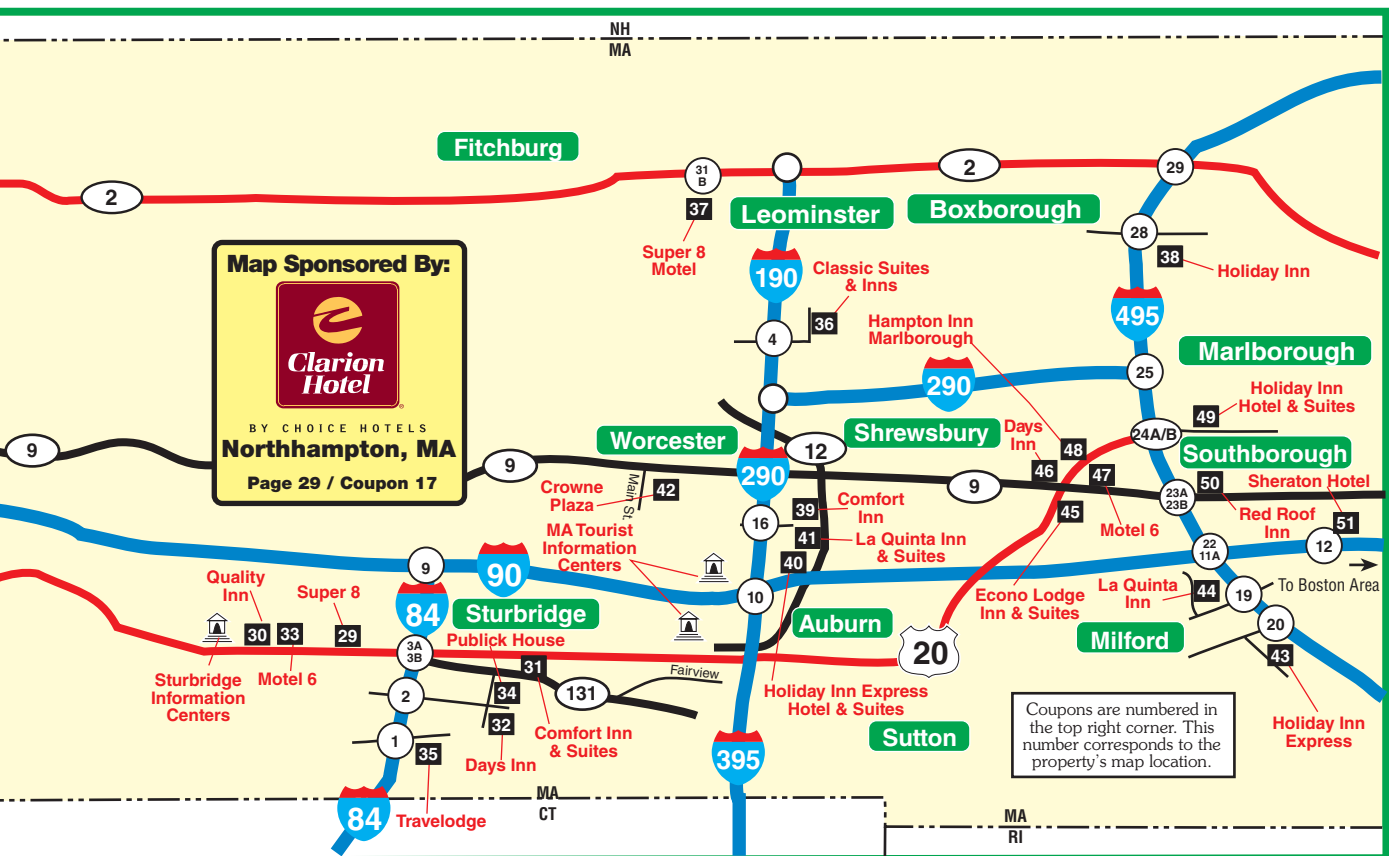 NH
MA
Fitchburg
2
31
B
37
Super 8
Motel
Leominster
Boxborough
2
29
28
38
Holiday Inn
Map Sponsored By:
Clarion
Hotel
BY CHOICE HOTELS
Northhampton, MA
Page 29 / Coupon 17
190
Classic Suites
& Inns
36
4
495
Hampton Inn
Marlborough
Marlborough
25
290
Holiday Inn
Hotel & Suites
49
24A/B
Worcester
12
Shrewsbury
Days
Inn
48
46
47
Southborough
9
9
290
9
Crowne
Plaza
42
Main St.
39
Comfort
Inn
45
Motel 6
23A
23B
50
Sheraton Hotel
Red Roof
Inn
51
16
41
La Quinta Inn
& Suites
MA Tourist
Information
Centers
40
22
11A
12
To Boston Area
9
90
10
Econo Lodge
Inn & Suites
La Quinta
Inn
44
19
84
Sturbridge
Auburn
Milford
20
Quality
Inn
Super 8
30
33
29
Publick House
3A
3B
31
20
43
Sturbridge
Information
Centers
Motel 6
Fairview
2
34
131
Holiday Inn Express
Hotel & Suites
32
Comfort Inn
& Suites
Sutton
Coupons are numbered in
the top right corner. This
number corresponds to the
property's map location.
Holiday Inn
Express
1
35
Days Inn
395
MA
CT
84
Travelodge
MA
RI